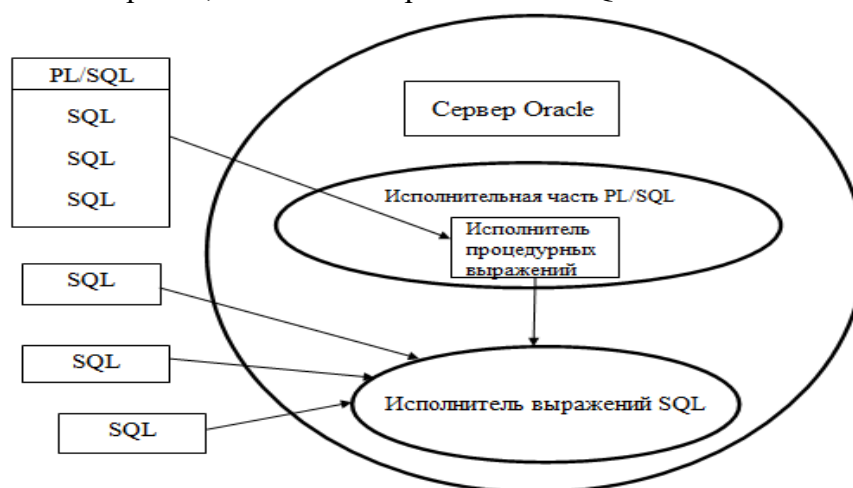 PL/SQL
SQL
SQL
SQL
Сервер Oracle
Исполнительная часть PL/SQL
Исполнитель
процедурных
выражений
SQL
SQL
SQL
Исполнитель выражений SQL